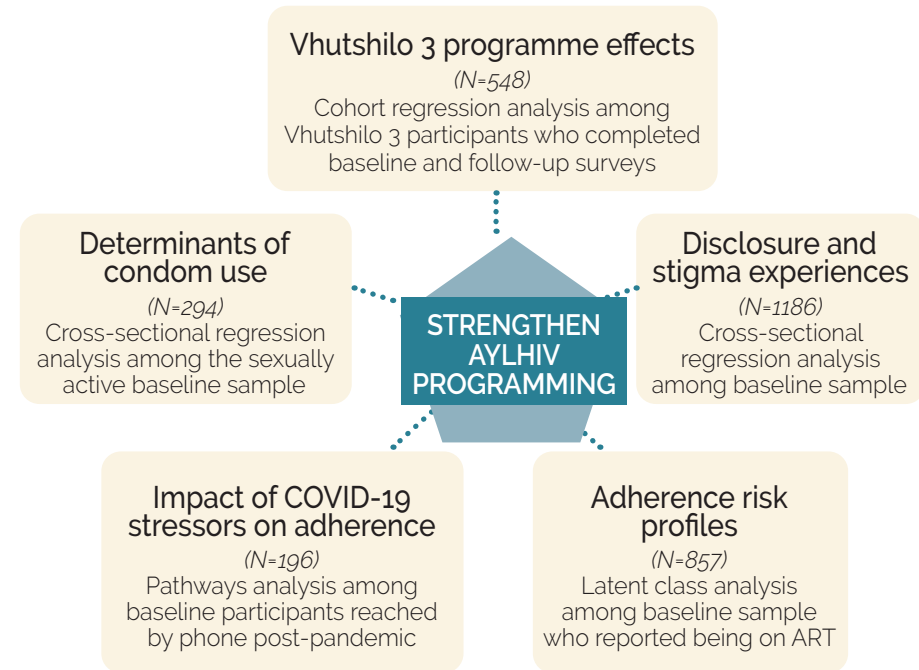 Vhutshilo 3 programme effects
(N=548)
Cohort regression analysis among
Vhutshilo 3 participants who completed
baseline and follow-up surveys
Determinants of
condom use
(N=294)
Cross-sectional regression
analysis among the sexually
active baseline sample
Disclosure and
stigma experiences
(N=1186)
Cross-sectional
regression analysis
among baseline sample
STRENGTHEN
AYLHIV
PROGRAMMING
Impact of COVID-19
stressors on adherence
(N=196)
Pathways analysis among
baseline participants reached
by phone post-pandemic
Adherence risk
profiles
(N=857)
Latent class analysis
among baseline sample
who reported being on ART